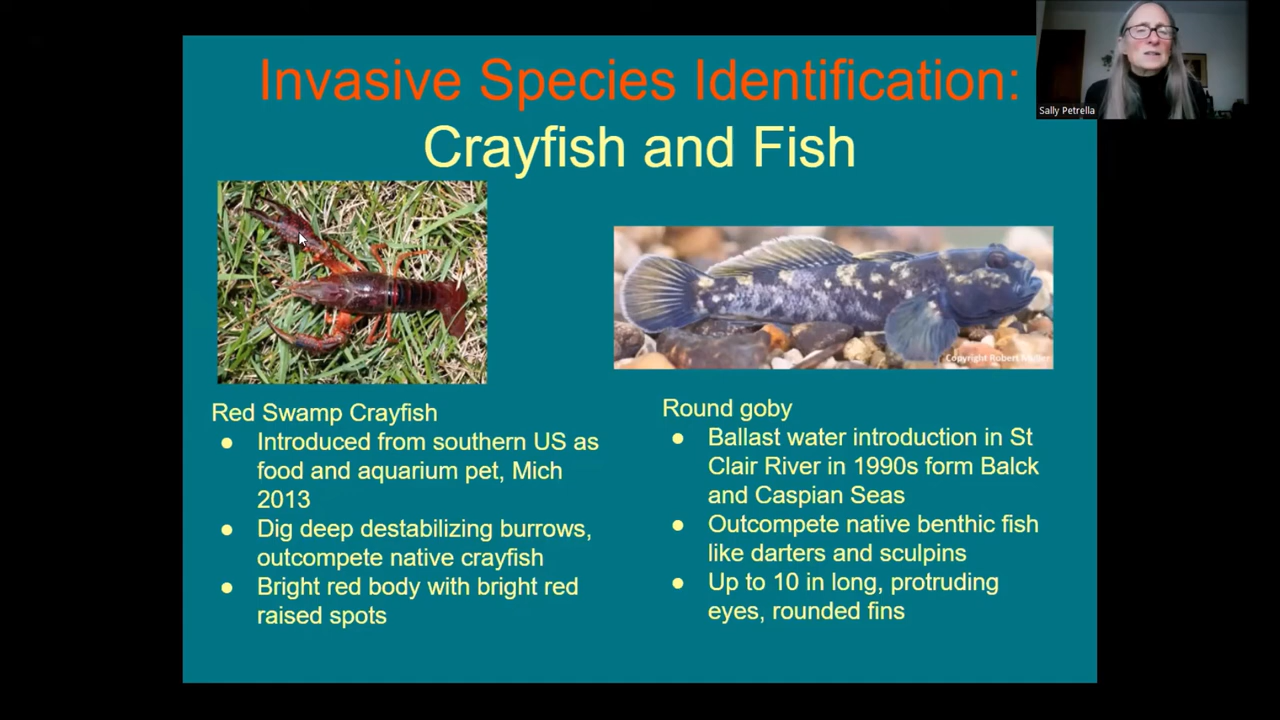 Invasive Species Identification:
Crayfish and Fish
Sally Petrella
Copyright Robert
Red Swamp Crayfish
● Introduced from southern US as
food and aquarium pet, Mich
2013
● Dig deep destabilizing burrows,
outcompete native crayfish
● Bright red body with bright red
raised spots
Round goby
● Ballast water introduction in St
Clair River in 1990s form Balck
and Caspian Seas
● Outcompete native benthic fish
like darters and sculpins
● Up to 10 in long, protruding
eyes, rounded fins